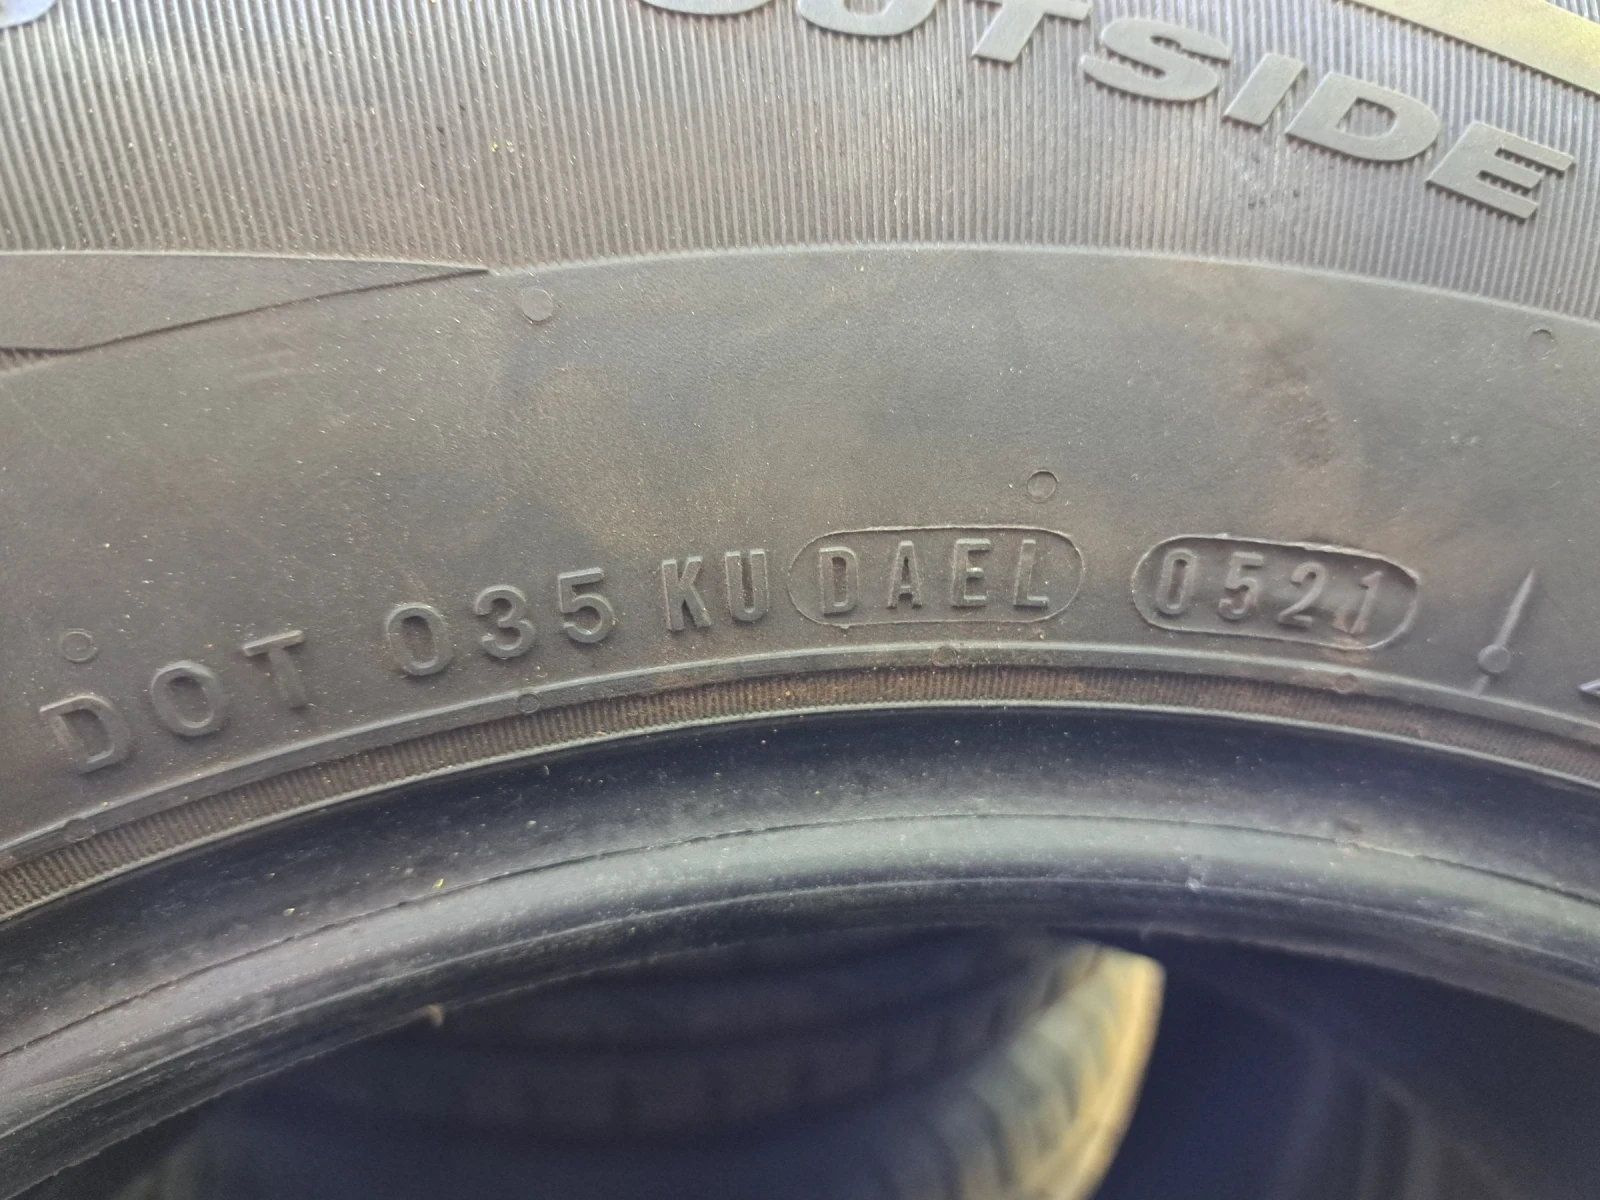 OUTSIDE
DOT 035 KU DAEL 0521